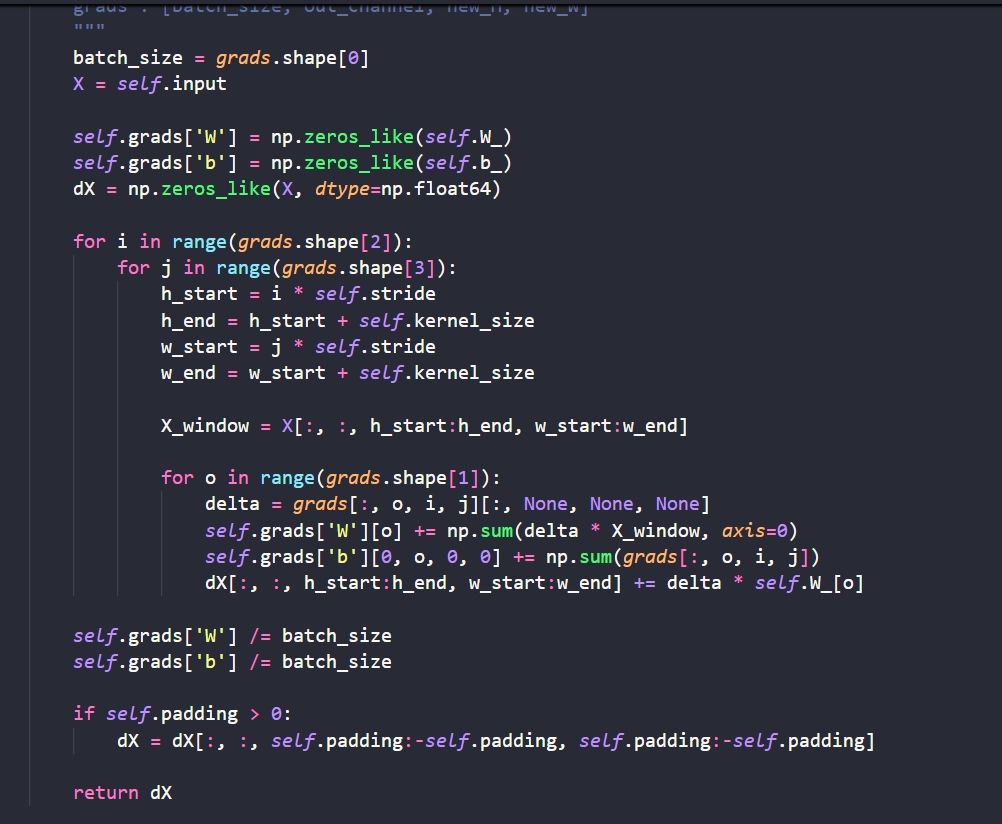 grads : [batch_size, out_channel, new_H, new_W]
"""
batch_size = grads.shape[0]
X = self.input
self.grads['W'] = np.zeros_like(self.W_)
self.grads['b'] = np.zeros_like(self.b_)
dX = np.zeros_like(X, dtype=np.float64)
for i in range(grads.shape[2]):
for j in range(grads.shape[3]):
h_start = i * self.stride
h_end = h_start + self.kernel_size
w_start = j * self.stride
w_end = w_start + self.kernel_size
X_window = X[:, :, h_start:h_end, w_start:w_end]
for o in range(grads.shape[1]):
delta = grads[:, o, i, j][:, None, None, None]
self.grads['W'][o] += np.sum(delta * X_window, axis=0)
self.grads['b'][0, o, 0, 0] += np.sum(grads[:, o, i, j])
dX[:, :, h_start:h_end, w_start:w_end] += delta * self.W_[o]
self.grads['W'] /= batch_size
self.grads['b'] /= batch_size
if self.padding > 0:
dX = dX[:, :, self.padding:-self.padding, self.padding:-self.padding]
return dX